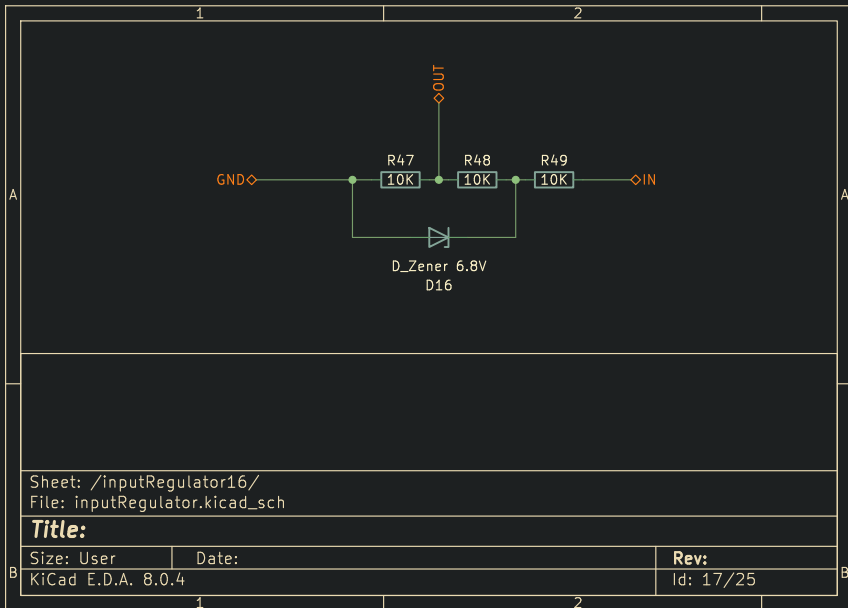 1 2
OUT
R47 R48 R49
GND 10K 10K 10K IN
A A
D_Zener 6.8V
D16
Sheet: /inputRegulator16/
File: inputRegulator.kicad_sch
Title:
Size: User Date: Rev:
B B
KiCad E.D.A. 8.0.4 Id: 17/25
1 2